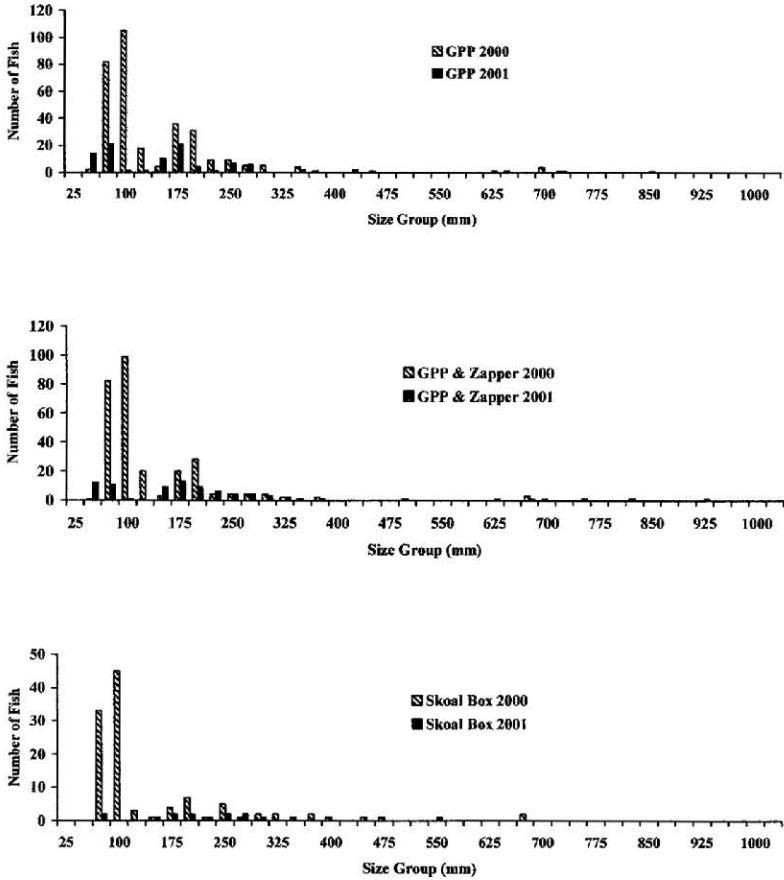 120
100
80
60
40
20
0
Number of Fish
GPP 2000
GPP 2001
25 100 175 250 325 400 475 550 625 700 775 850 925 1000
Size Group (mm)
120
100
80
60
40
20
0
Number of Fish
GPP & Zapper 2000
GPP & Zapper 2001
25 100 175 250 325 400 475 550 625 700 775 850 925 1000
Size Group (mm)
50
40
30
20
10
0
Number of Fish
Skoal Box 2000
Skoal Box 2001
25 100 175 250 325 400 475 550 625 700 775 850 925 1000
Size Group (mm)